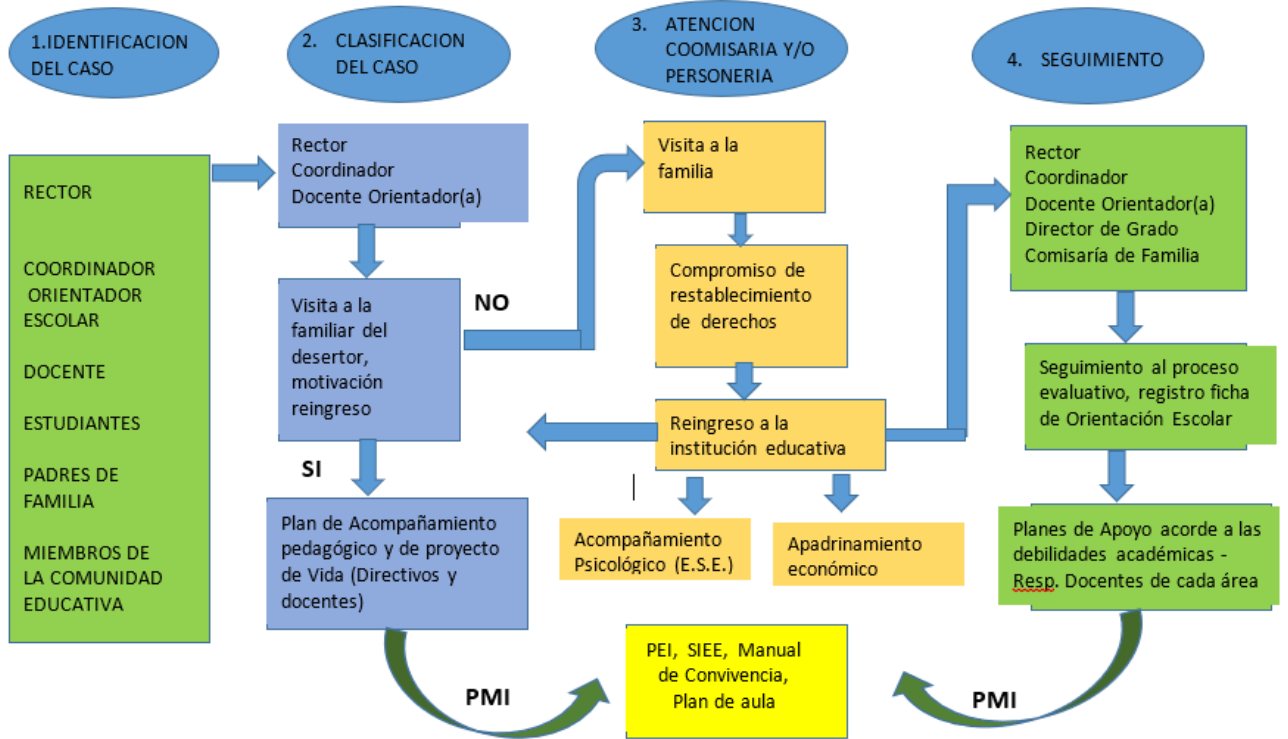 1.IDENTIFICACION
DEL CASO
2. CLASIFICACION
DEL CASO
3. ATENCION
COOMISARIA Y/O
PERSONERIA
4. SEGUIMIENTO
RECTOR
COORDINADOR
ORIENTADOR
ESCOLAR
DOCENTE
ESTUDIANTES
PADRES DE
FAMILIA
MIEMBROS DE
LA COMUNIDAD
EDUCATIVA
Rector
Coordinador
Docente Orientador(a)
Visita a la
familiar del
desertor,
motivación
reingreso
NO
SI
Plan de Acompañamiento
pedagógico y de proyecto
de Vida (Directivos y
docentes)
Visita a la
familia
Compromiso de
restablecimiento
de derechos
Reingreso a la
institución educativa
Acompañamiento
Psicológico (E.S.E.)
Apadrinamiento
económico
Rector
Coordinador
Docente Orientador(a)
Director de Grado
Comisaría de Familia
Seguimiento al proceso
evaluativo, registro ficha
de Orientación Escolar
Planes de Apoyo acorde a las
debilidades académicas -
Resp. Docentes de cada área
PMI
PEI, SIEE, Manual
de Convivencia,
Plan de aula
PMI